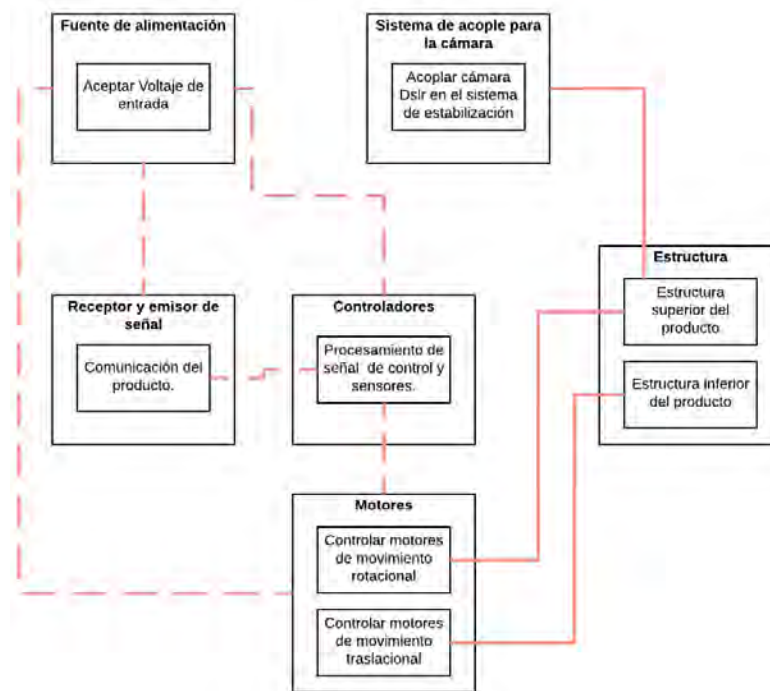 Fuente de alimentación
Aceptar Voltaje de
entrada
Sistema de acople para
la cámara
Acoplar cámara
Dslr en el sistema
de estabilización
Estructura
Estructura
superior del
producto
Estructura inferior
del producto
Receptor y emisor de
señal
Comunicación del
producto.
Controladores
Procesamiento de
señal de control y
sensores.
Motores
Controlar motores
de movimiento
rotacional
Controlar motores
de movimiento
traslacional